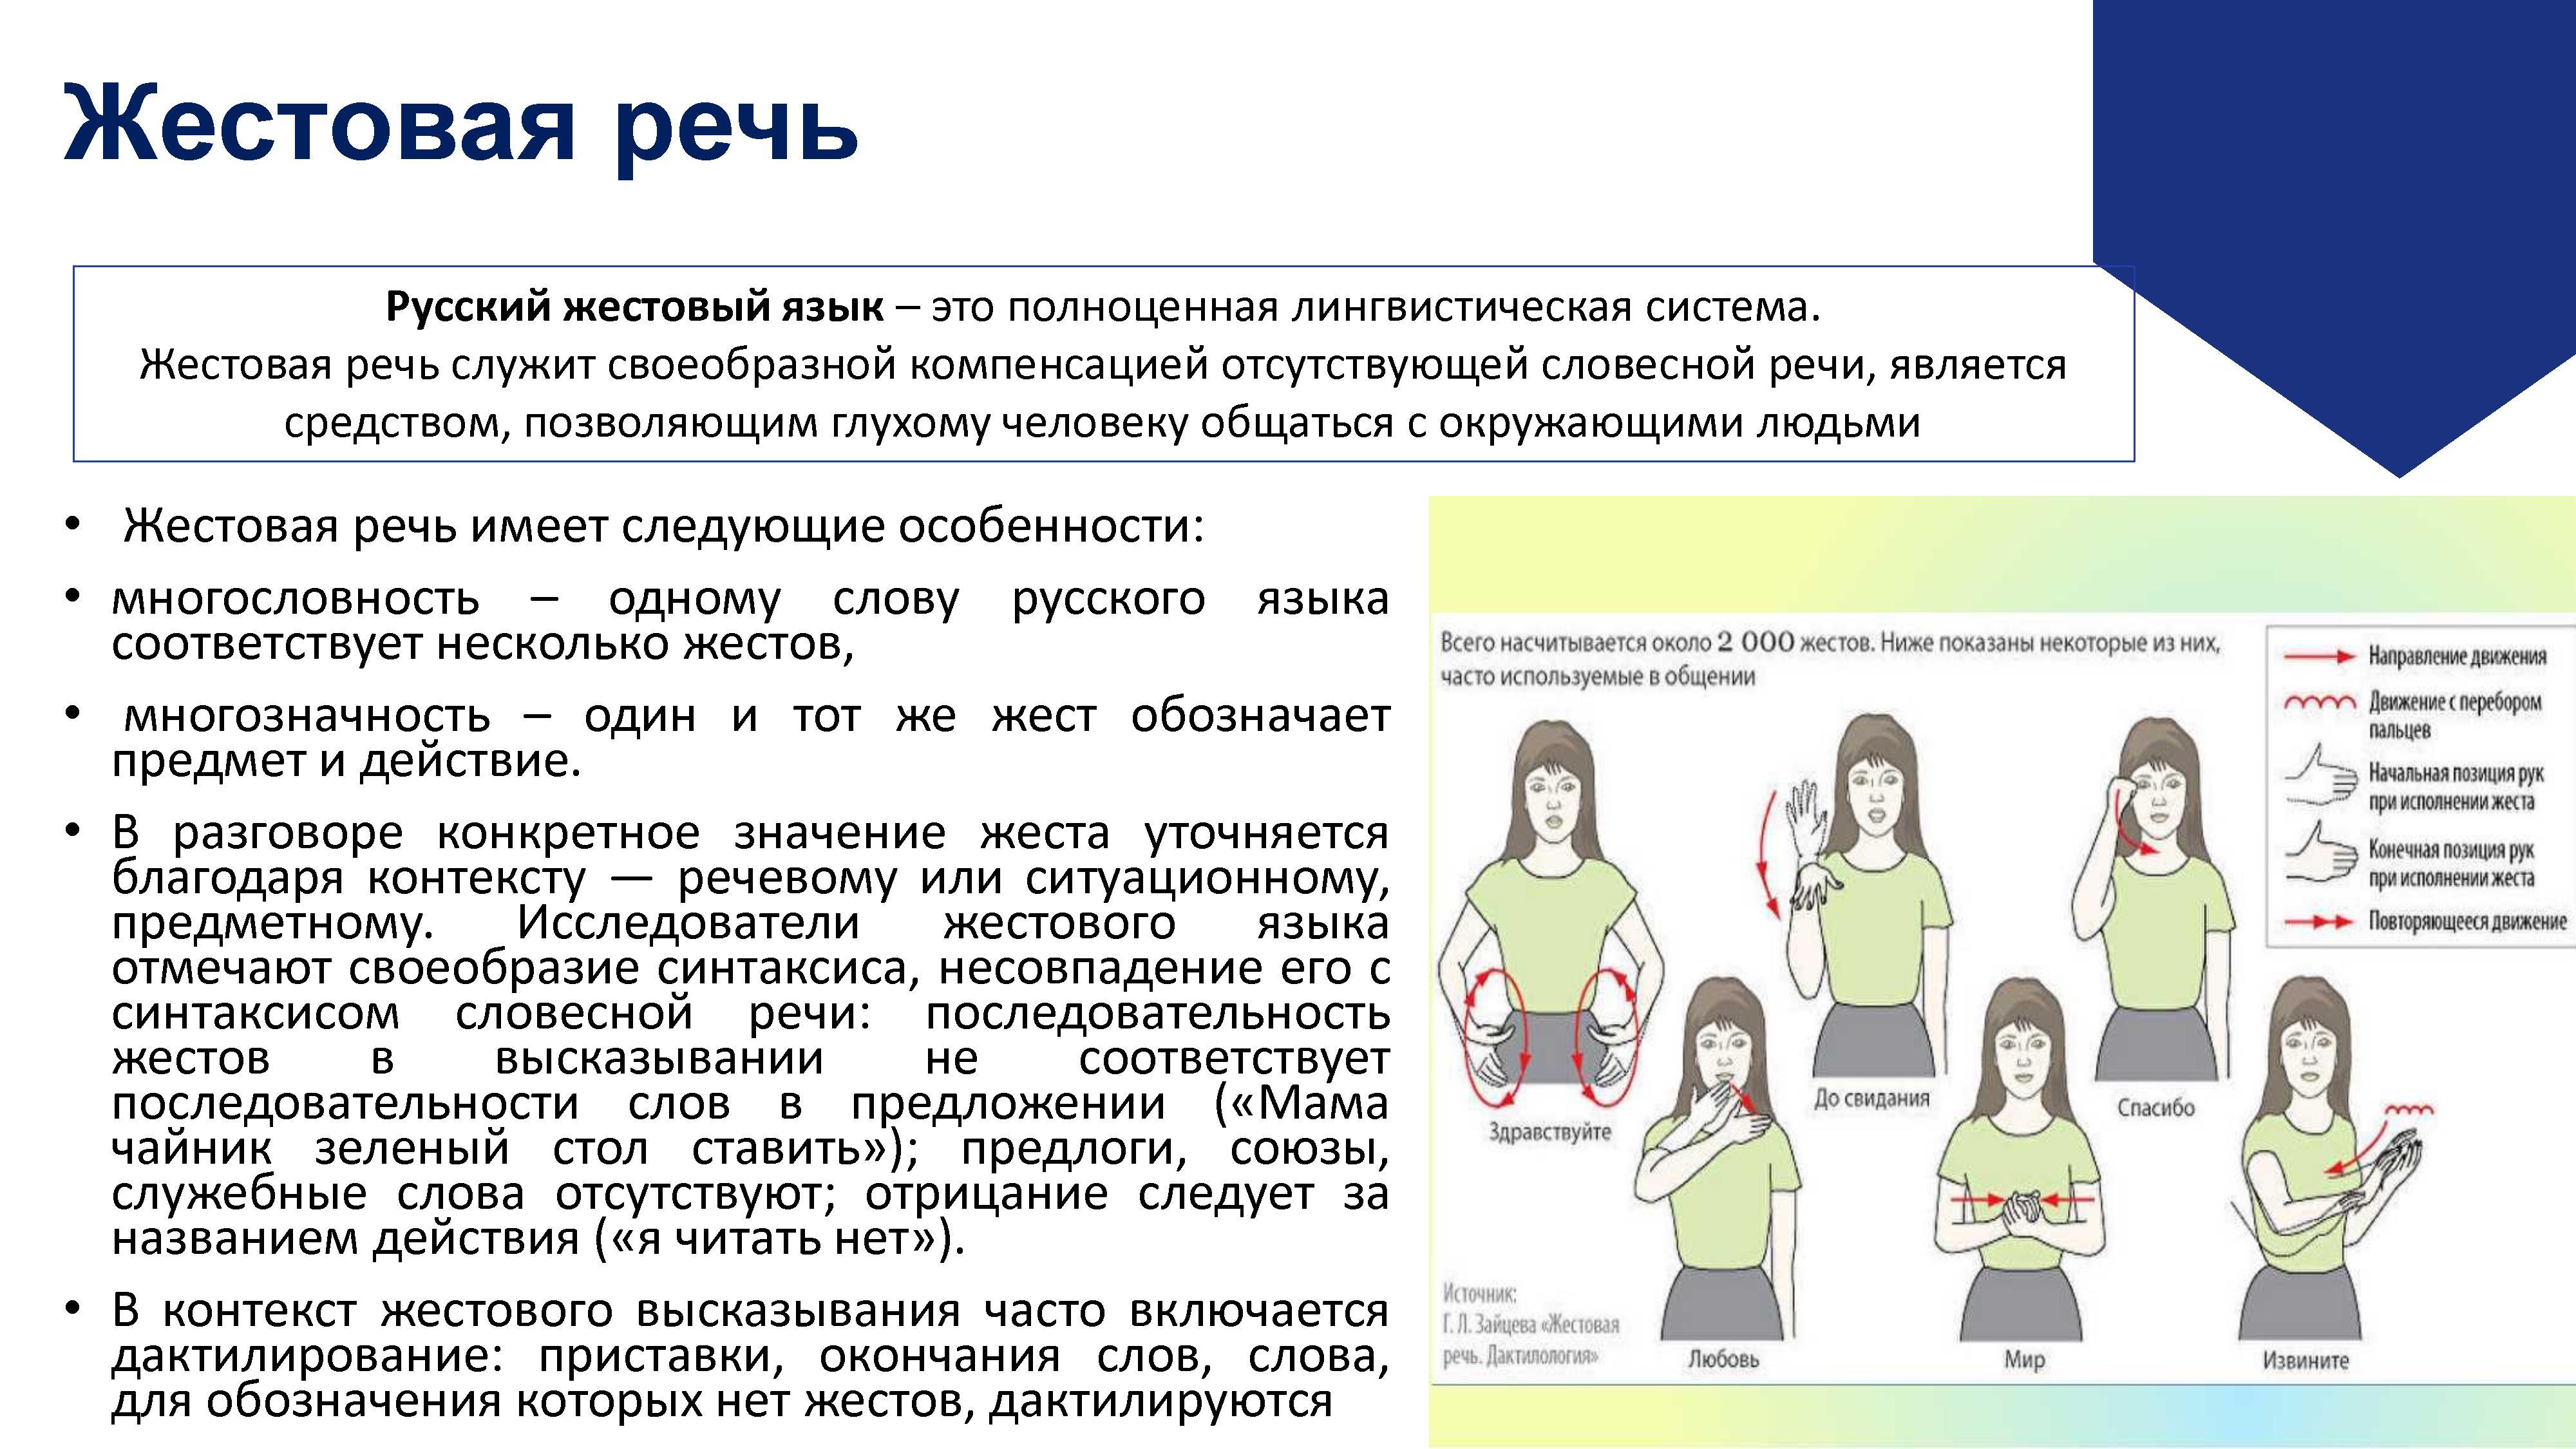 Жестовая речь
Русский жестовый язык – это полноценная лингвистическая система.
Жестовая речь служит своеобразной компенсацией отсутствующей словесной речи, является
средством, позволяющим глухому человеку общаться с окружающими людьми
• Жестовая речь имеет следующие особенности:
• многословность – одному слову русского языка
соответствует несколько жестов,
• многозначность – один и тот же жест обозначает
предмет и действие.
• В разговоре конкретное значение жеста уточняется
благодаря контексту — речевому или ситуационному,
предметному. Исследователи жестового языка
отмечают своеобразие синтаксиса, несовпадение его с
синтаксисом словесной речи: последовательность
жестов в высказывании не соответствует
последовательности слов в предложении («Мама
чайник зеленый стол ставить»); предлоги, союзы,
служебные слова отсутствуют; отрицание следует за
названием действия («я читать нет»).
• В контекст жестового высказывания часто включается
дактилирование: приставки, окончания слов, слова,
для обозначения которых нет жестов, дактилируются
Всего насчитывается около 2 000 жестов. Ниже показаны некоторые из них,
часто используемые в общении
Направление движения
Движение с перебором
пальцев
Начальная позиция рук
при исполнении жеста
Конечная позиция рук
при исполнении жеста
Повторяющееся движение
Здравствуйте
До свидания
Спасибо
Любовь
Мир
Извините
Источник:
Г. Л. Зайцева «Жестовая
речь. Дактилология»